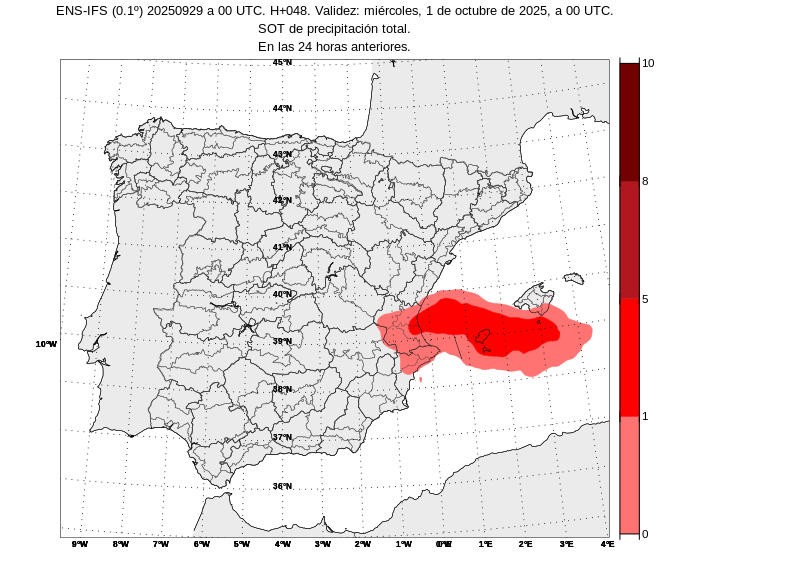 ENS-IFS (0.1º) 20250929 a 00 UTC. H+048. Validez: miércoles, 1 de octubre de 2025, a 00 UTC.
SOT de precipitación total.
En las 24 horas anteriores.
45°N
10
44°N
43°N
8
42°N
41°N
40°N
5
10°W
39°N
38°N
1
37°N
36°N
0
9°W 8°W 7°W 6°W 5°W 4°W 3°W 2°W 1°W 0°E 1°E 2°E 3°E 4°E